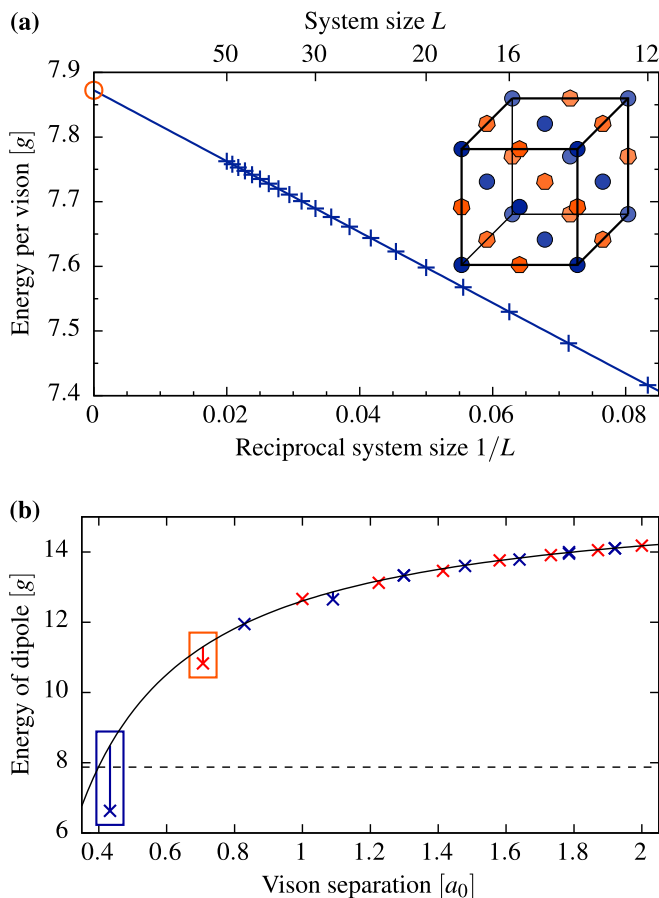 (a)
System size L
50 30 20 16 12
7.9
7.8
7.7
7.6
7.5
7.4
Energy per vison [g]
0 0.02 0.04 0.06 0.08
Reciprocal system size 1/L
(b)
14
12
10
8
6
Energy of dipole [g]
0.4 0.6 0.8 1 1.2 1.4 1.6 1.8 2
Vison separation [a₀]